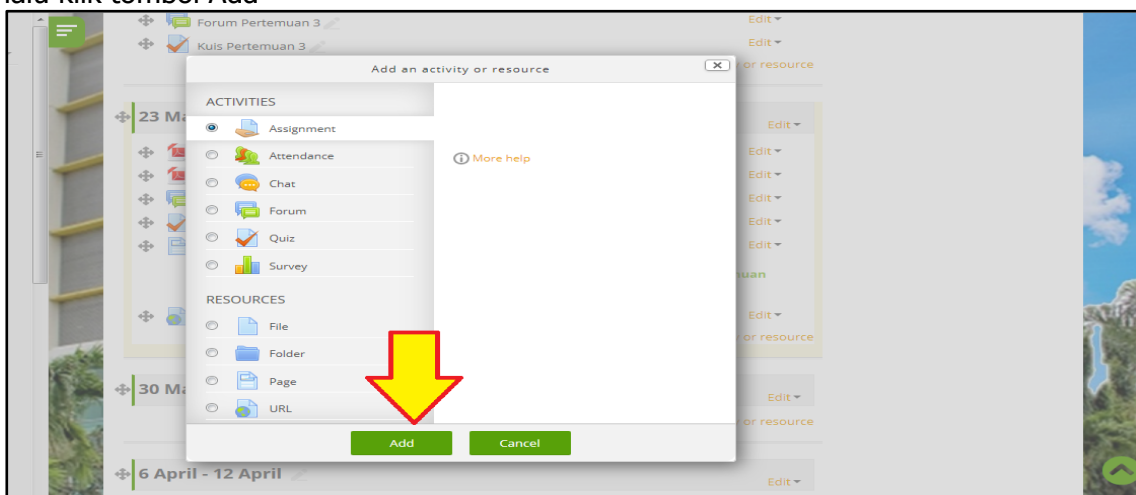 lalu klik tombol Add
Forum Pertemuan 3
Edit
Kuis Pertemuan 3
Edit
or resource
Add an activity or resource
ACTIVITIES
23 Ma
Edit
Assignment
Attendance
Edit
More help
Edit
Chat
Edit
Forum
Edit
Quiz
Edit
Survey
uan
RESOURCES
Edit
File
or resource
Folder
Page
30 Ma
Edit
URL
or resource
Add
Cancel
6 April - 12 April
Edit